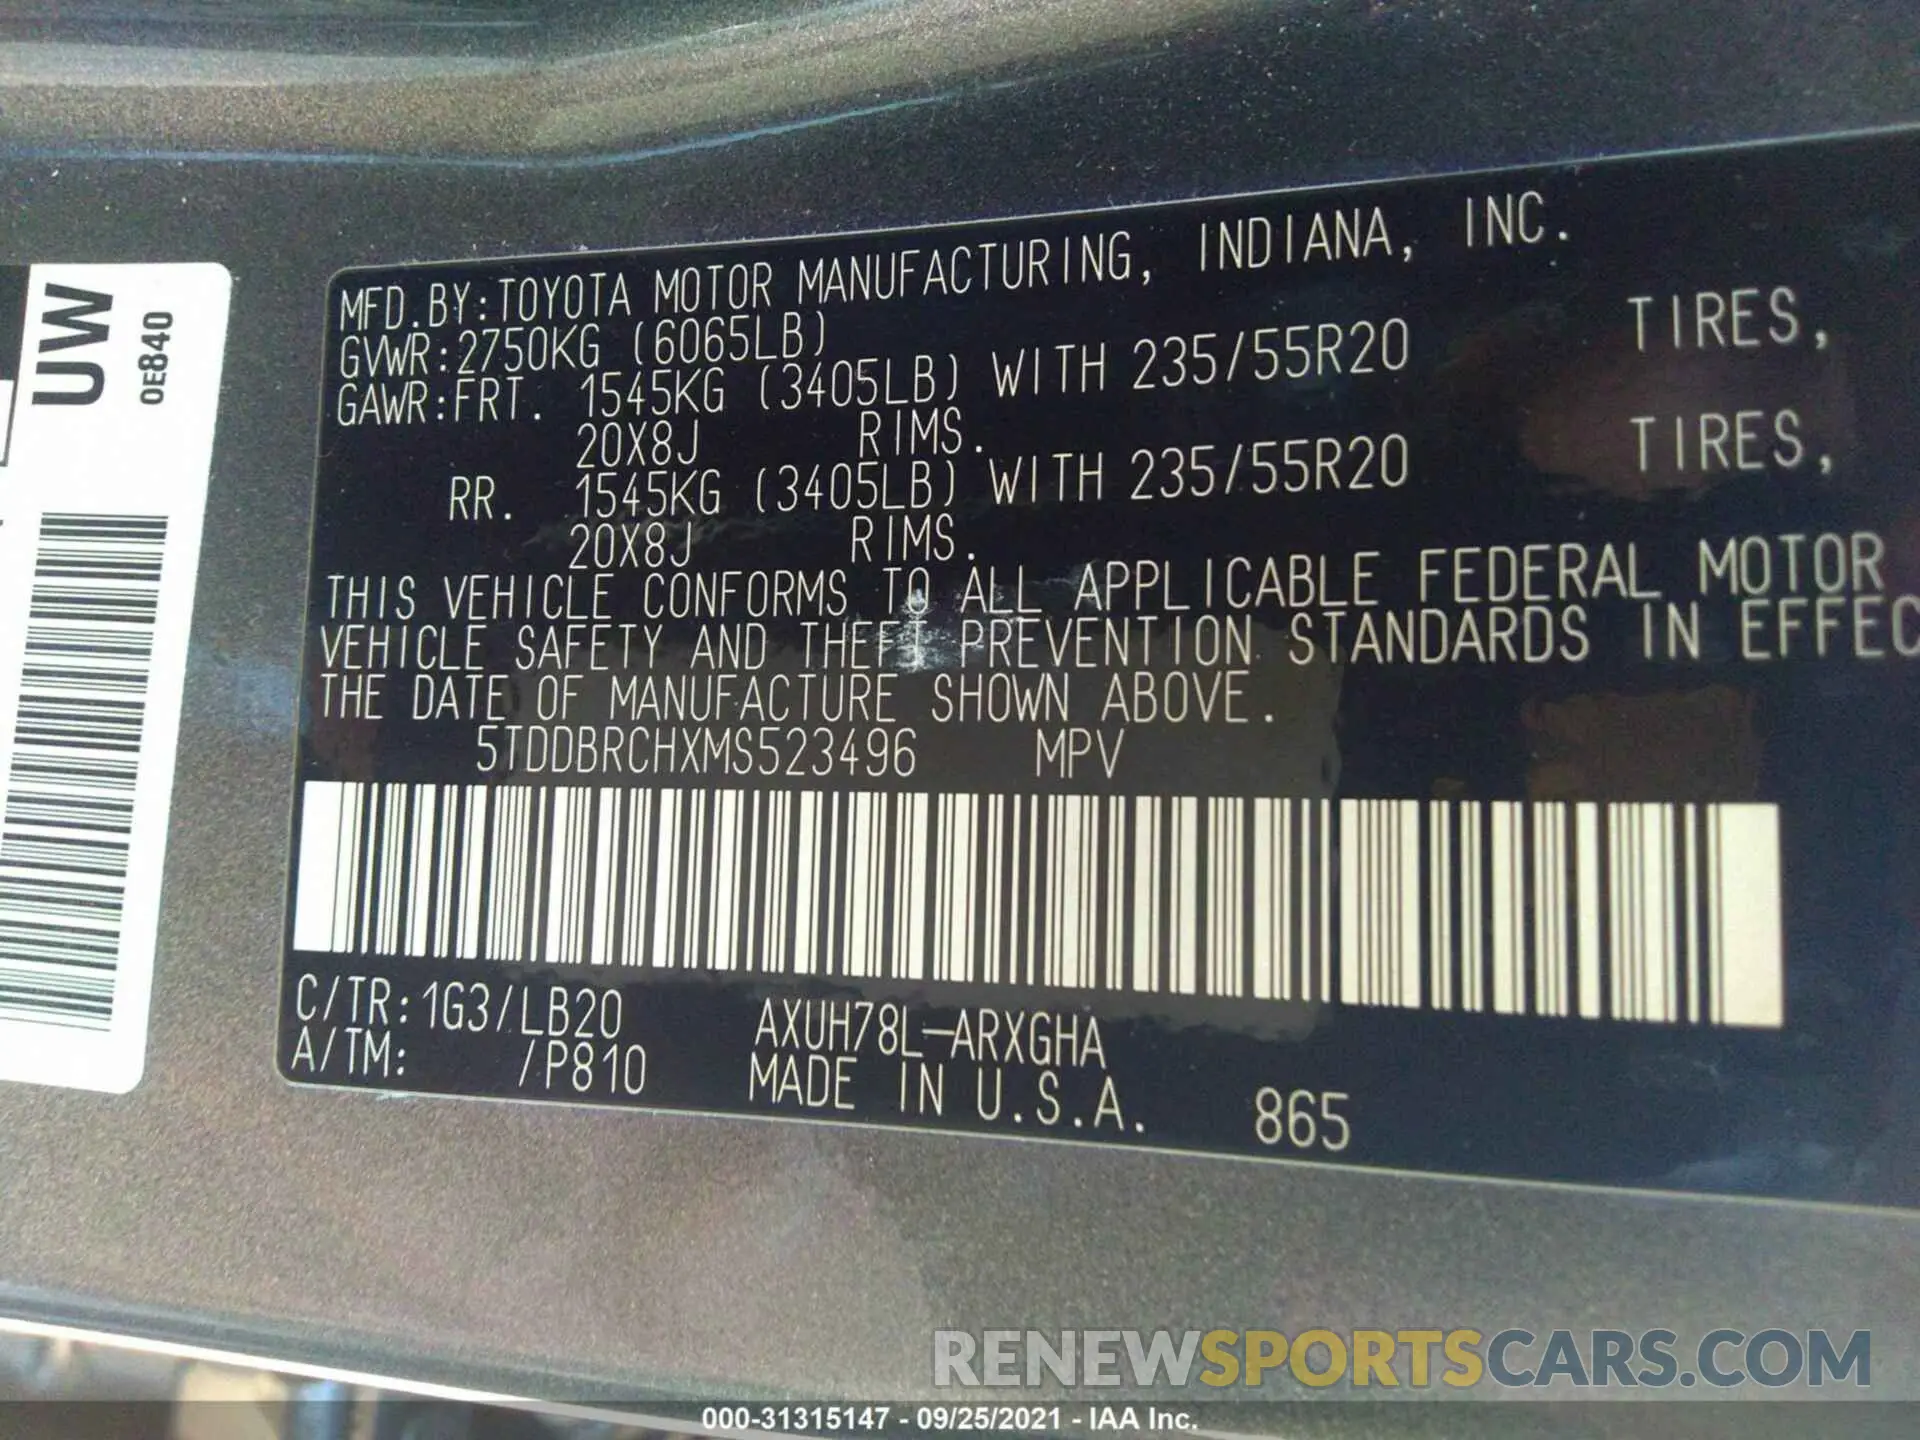 UW
0E840
MFD.BY:TOYOTA MOTOR MANUFACTURING, INDIANA, INC.
GVWR:2750KG (6065LB)
GAWR:FRT. 1545KG (3405LB) WITH 235/55R20 TIRES,
20X8J RIMS.
RR. 1545KG (3405LB) WITH 235/55R20 TIRES,
20X8J RIMS.
THIS VEHICLE CONFORMS TO ALL APPLICABLE FEDERAL MOTOR
VEHICLE SAFETY AND THEFT PREVENTION STANDARDS IN EFFEC
THE DATE OF MANUFACTURE SHOWN ABOVE.
5TDDBRCHXMS523496 MPV
C/TR:1G3/LB20 AXUH78L-ARXGHA
A/TM: /P810 MADE IN U.S.A. 865
RENEWSPORTSCARS.COM
000-31315147 - 09/25/2021 - IAA Inc.